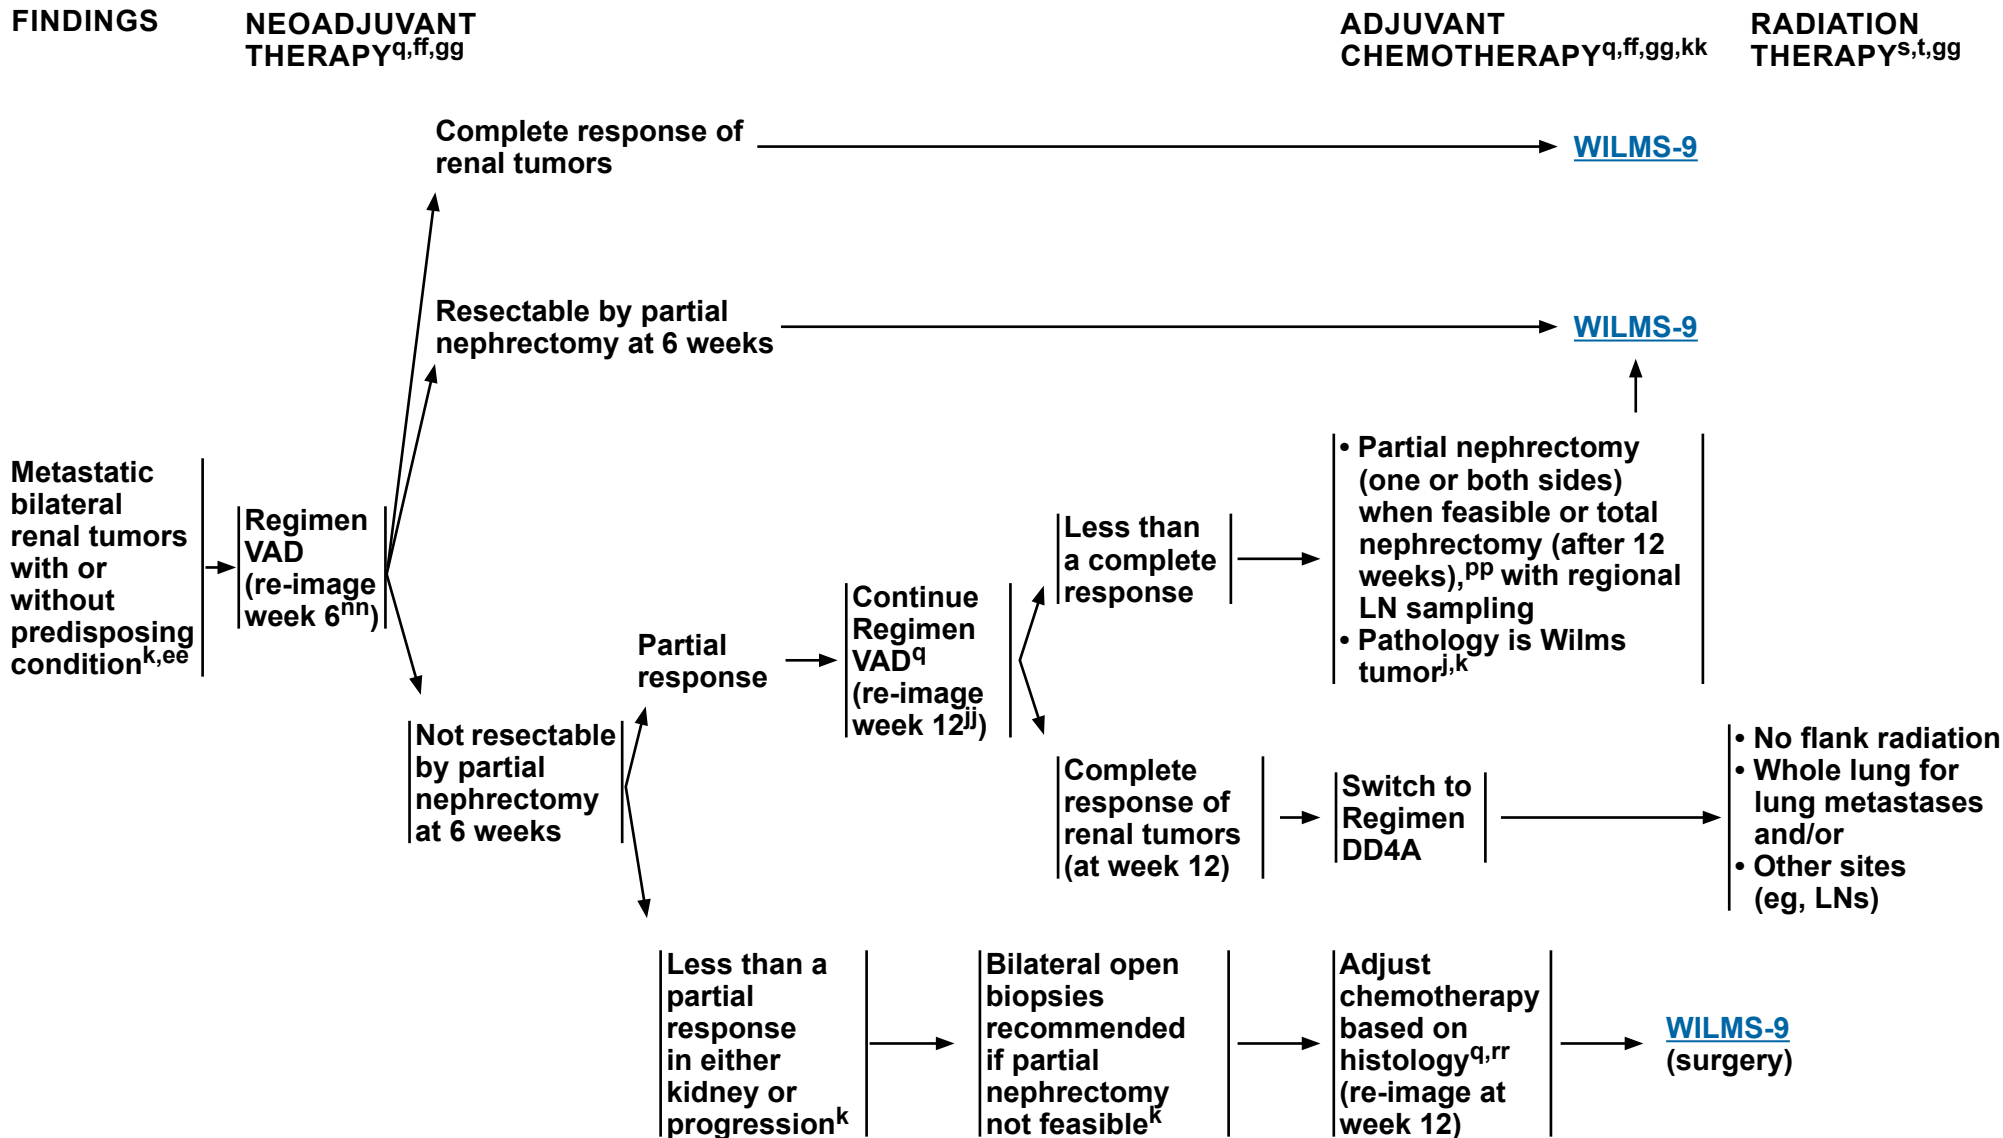 FINDINGS
NEOADJUVANT
THERAPYq,ff,gg
ADJUVANT
CHEMOTHERAPYq,ff,gg,kk
RADIATION
THERAPYs,t,gg
Complete response of
renal tumors
WILMS-9
Resectable by partial
nephrectomy at 6 weeks
WILMS-9
Metastatic
bilateral
renal tumors
with or
without
predisposing
conditionk,ee
Regimen
VAD
(re-image
week 6nn)
Not resectable
by partial
nephrectomy
at 6 weeks
Partial
response
Continue
Regimen
VADq
(re-image
week 12jj)
Less than
a complete
response
• Partial nephrectomy
(one or both sides)
when feasible or total
nephrectomy (after 12
weeks),pp with regional
LN sampling
• Pathology is Wilms
tumorj,k
Complete
response of
renal tumors
(at week 12)
Switch to
Regimen
DD4A
• No flank radiation
• Whole lung for
lung metastases
and/or
• Other sites
(eg, LNs)
Less than a
partial
response
in either
kidney or
progressionk
Bilateral open
biopsies
recommended
if partial
nephrectomy
not feasiblek
Adjust
chemotherapy
based on
histologyq,rr
(re-image at
week 12)
WILMS-9
(surgery)